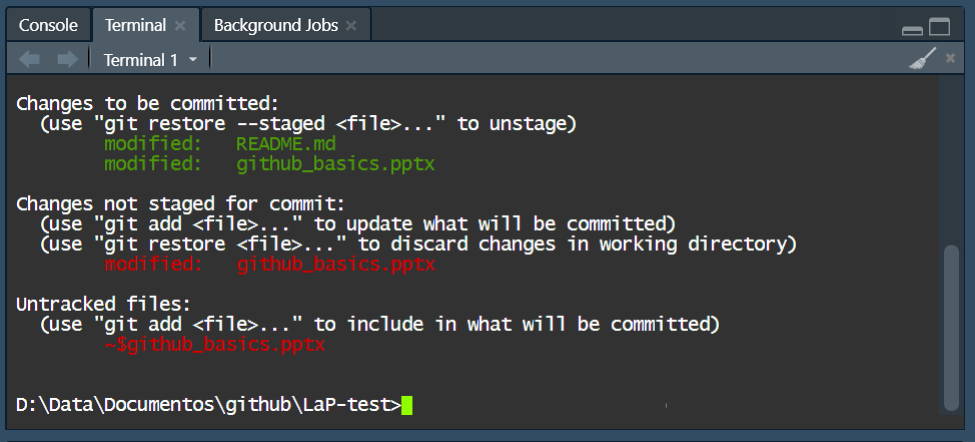 Console Terminal Background Jobs
Terminal 1
Changes to be committed:
  (use "git restore --staged <file>..." to unstage)
        modified:   README.md
        modified:   github_basics.pptx
Changes not staged for commit:
  (use "git add <file>..." to update what will be committed)
  (use "git restore <file>..." to discard changes in working directory)
        modified:   github_basics.pptx
Untracked files:
  (use "git add <file>..." to include in what will be committed)
        ~$github_basics.pptx
D:\Data\Documentos\github\LaP-test>